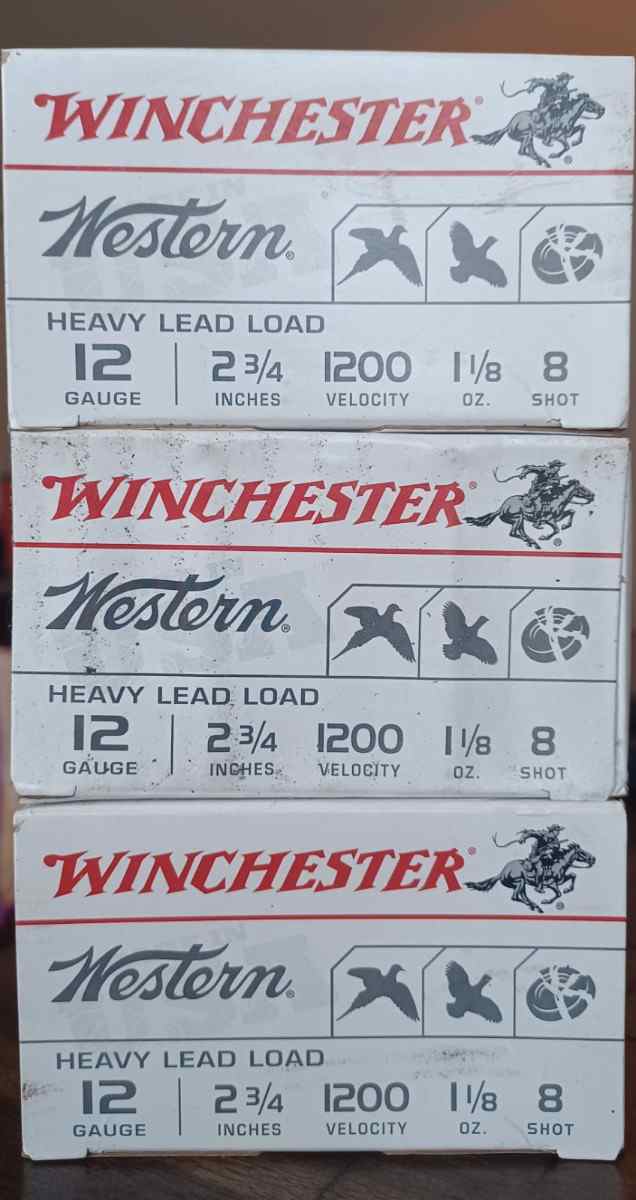 WINCHESTER®
Western®
HEAVY LEAD LOAD
12 2 3/4 1200 1 1/8 8
GAUGE INCHES VELOCITY OZ. SHOT
WINCHESTER®
Western®
HEAVY LEAD LOAD
12 2 3/4 1200 1 1/8 8
GAUGE INCHES VELOCITY OZ. SHOT
WINCHESTER®
Western®
HEAVY LEAD LOAD
12 2 3/4 1200 1 1/8 8
GAUGE INCHES VELOCITY OZ. SHOT